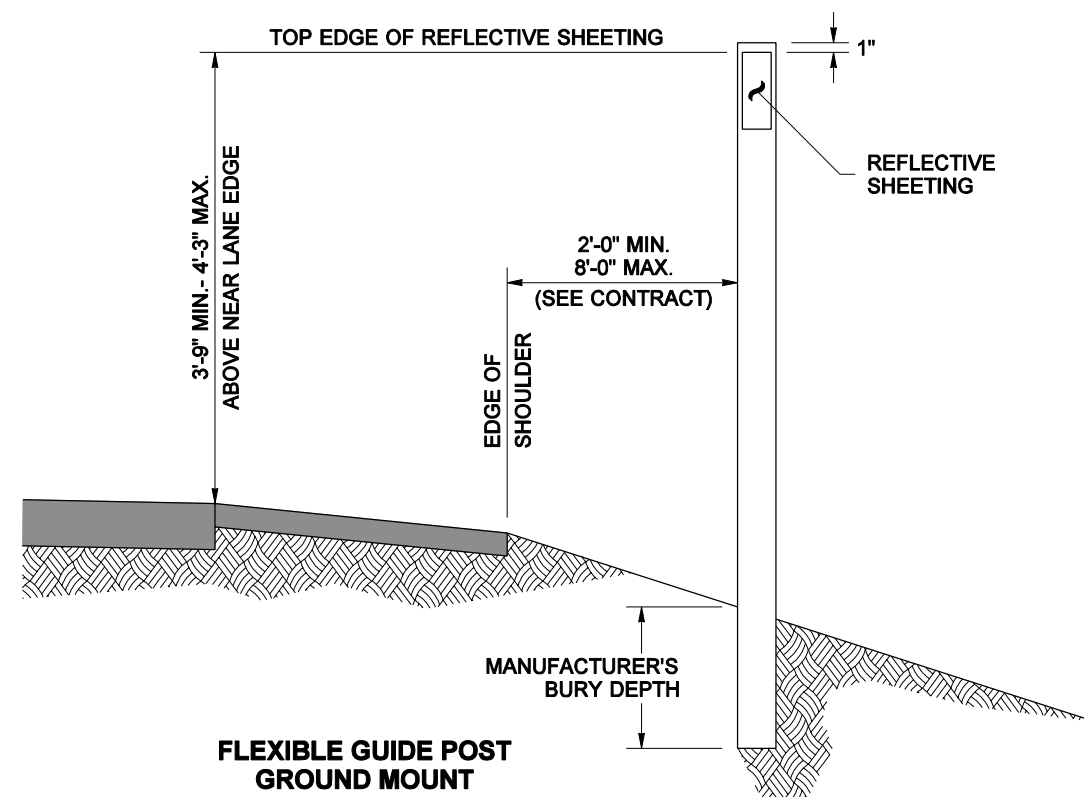 TOP EDGE OF REFLECTIVE SHEETING
1"
REFLECTIVE
SHEETING
3'-9" MIN.- 4'-3" MAX.
ABOVE NEAR LANE EDGE
2'-0" MIN.
8'-0" MAX.
(SEE CONTRACT)
EDGE OF
SHOULDER
MANUFACTURER'S
BURY DEPTH
FLEXIBLE GUIDE POST
GROUND MOUNT